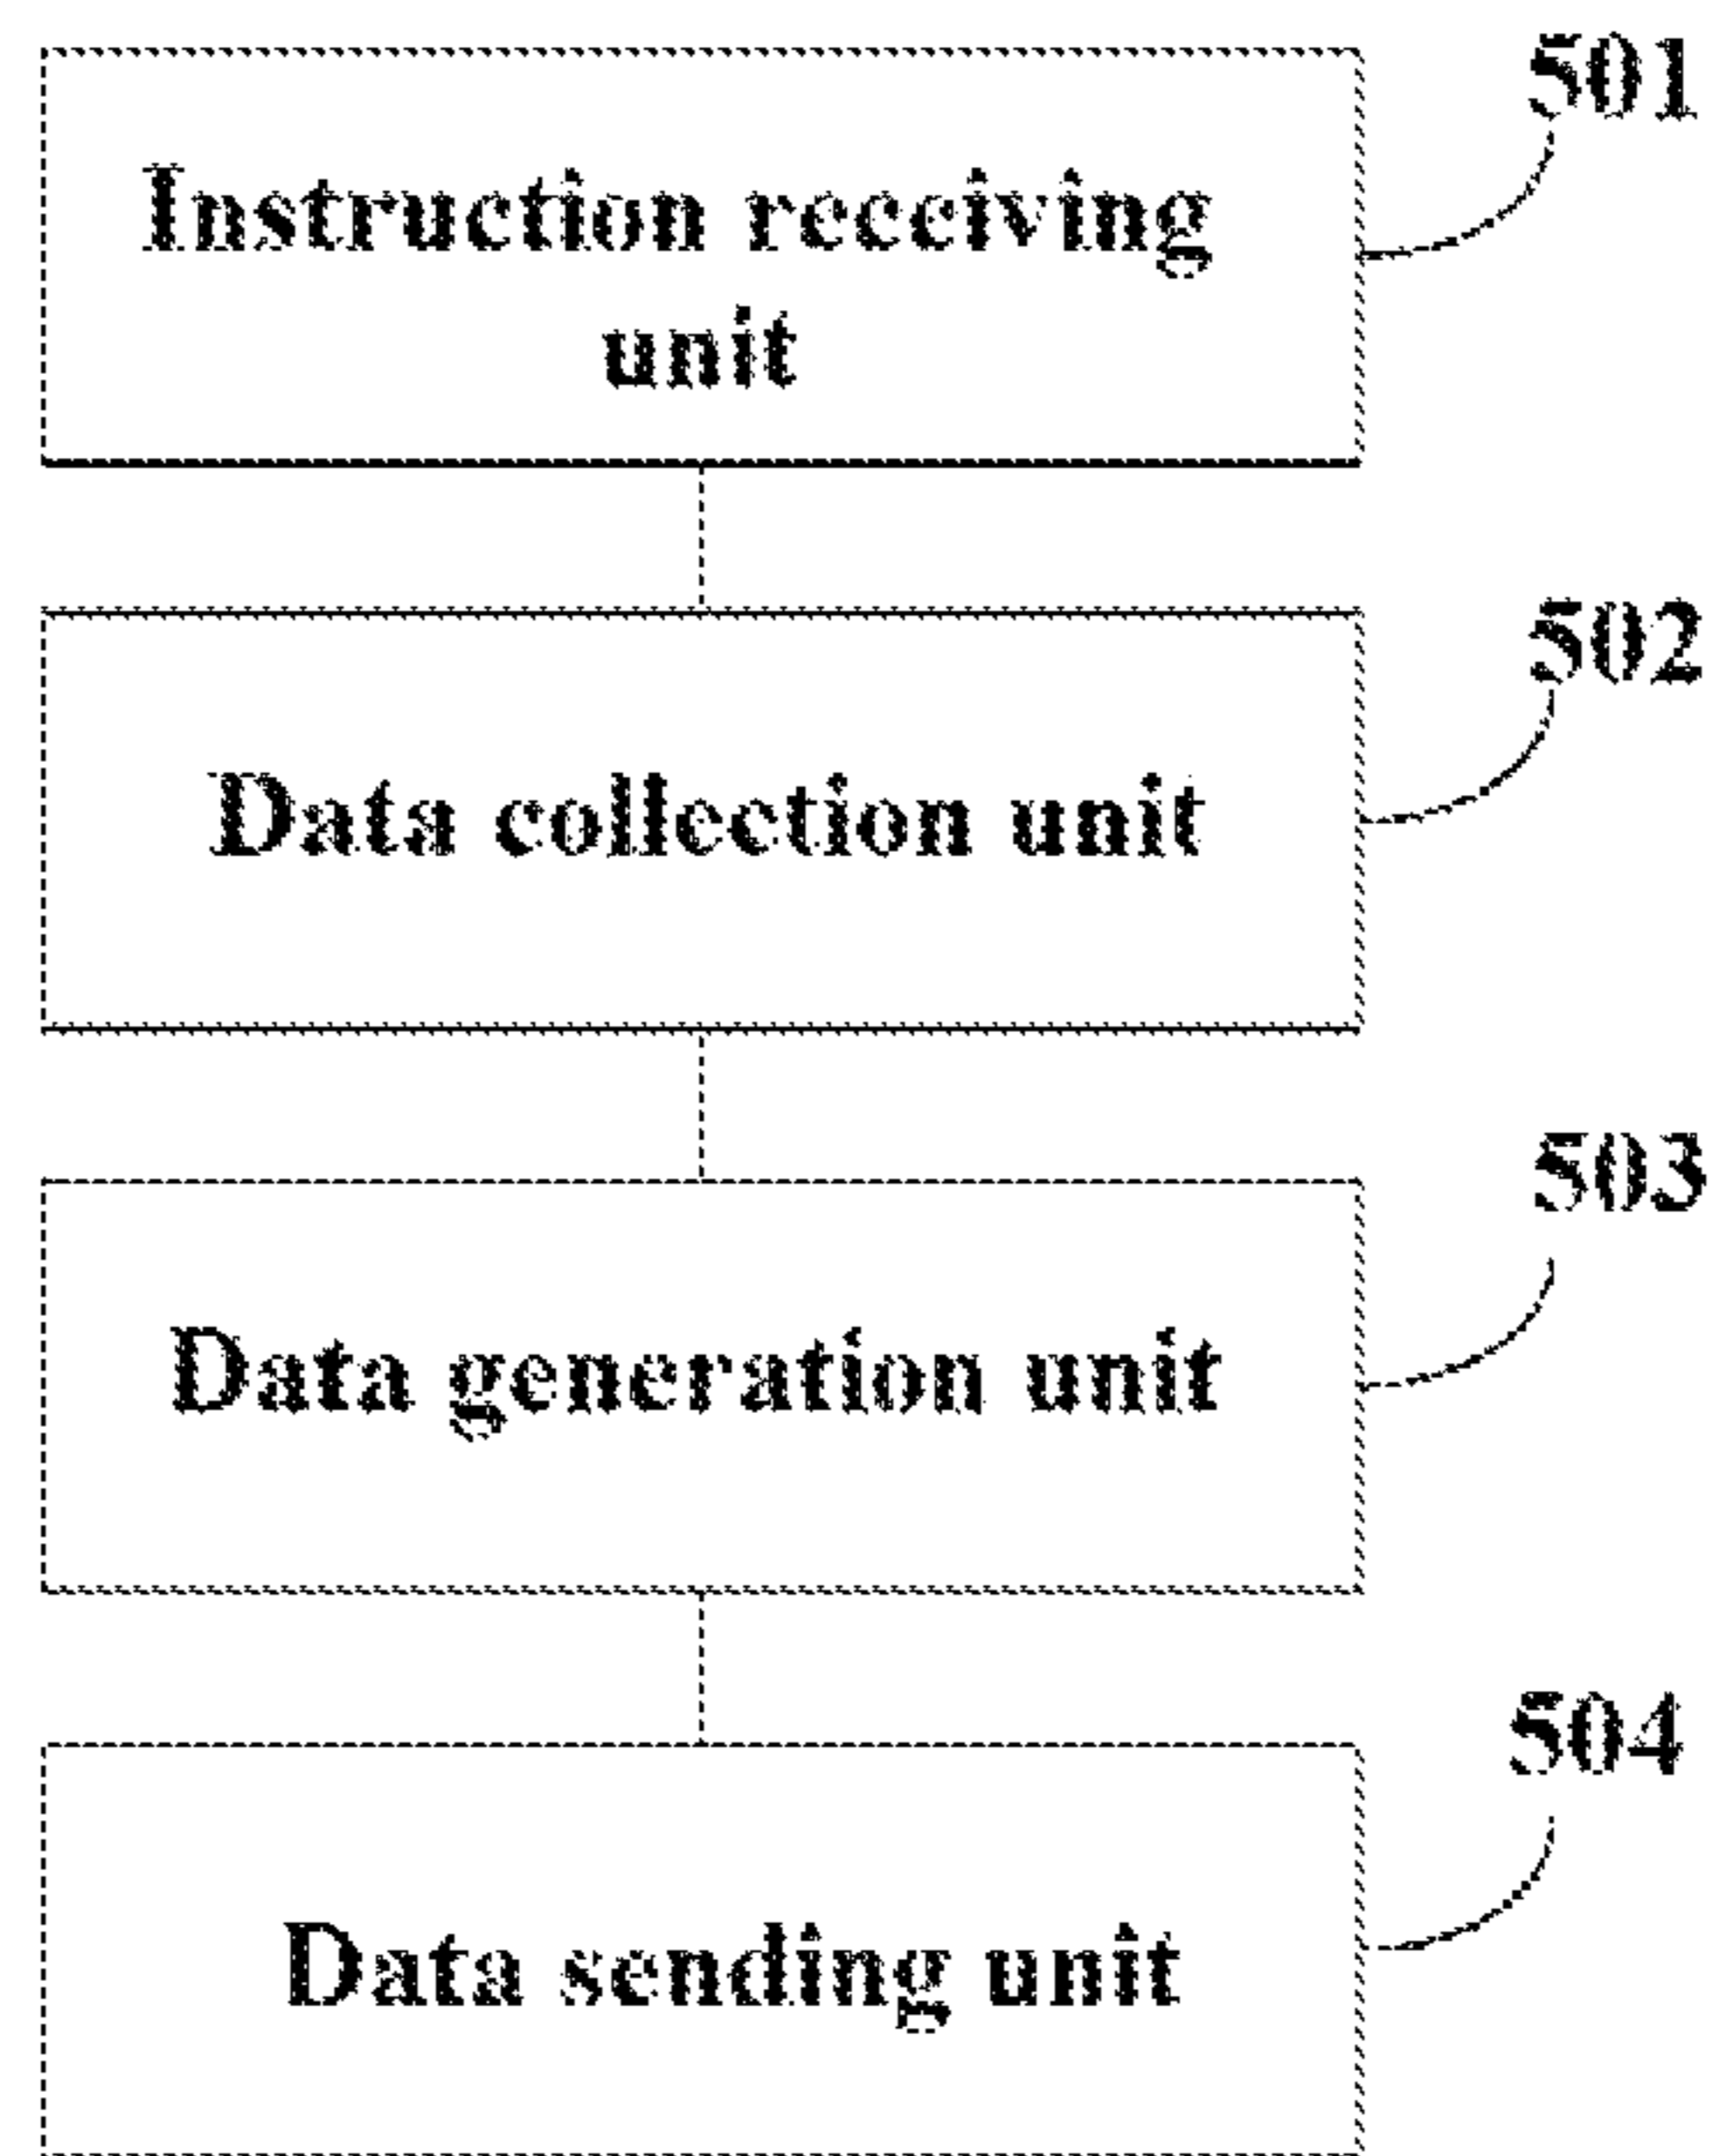 501
Instruction receiving
unit
502
Data collection unit
503
Data generation unit
504
Data sending unit